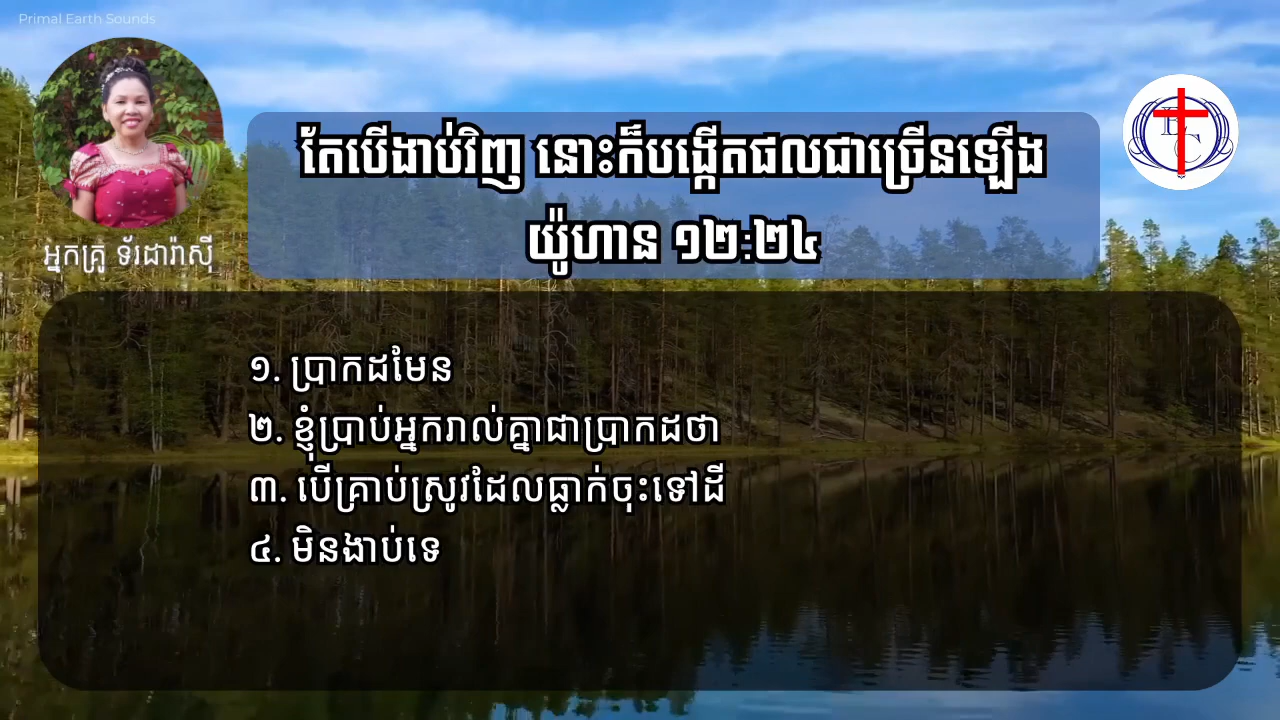 Primal Earth Sounds
តែបើងាប់វិញ នោះក៏បង្កើតផលជាច្រើនឡើង
យ៉ូហាន ១២:២៤
អ្នកគ្រូ ទ័រដារ៉ាស៊ី
១. ប្រាកដមែន
២. ខ្ញុំប្រាប់អ្នករាល់គ្នាជាប្រាកដថា
៣. បើគ្រាប់ស្រូវដែលធ្លាក់ចុះទៅដី
៤. មិនងាប់ទេ